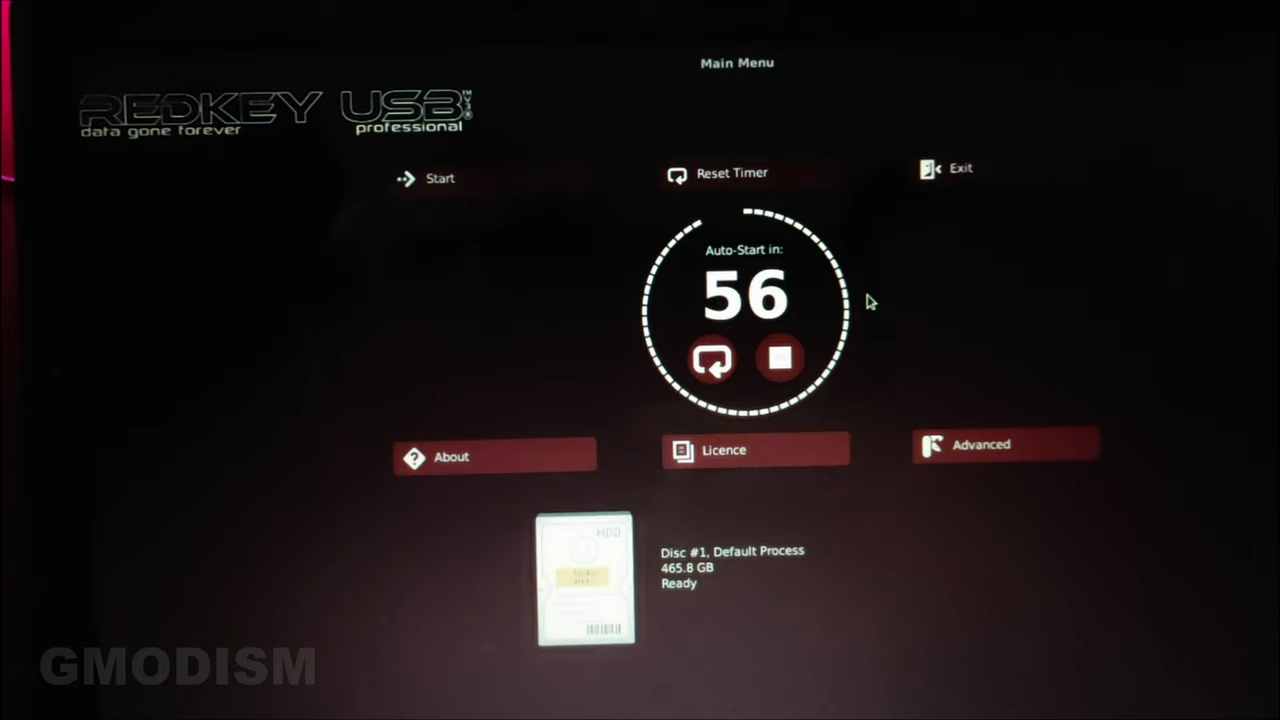 Main Menu
REDKEY USB™
data gone forever
professional
Start
Reset Timer
Exit
Auto-Start in:
56
About
Licence
Advanced
HDD
Disc #1, Default Process
465.8 GB
Ready
GMODISM